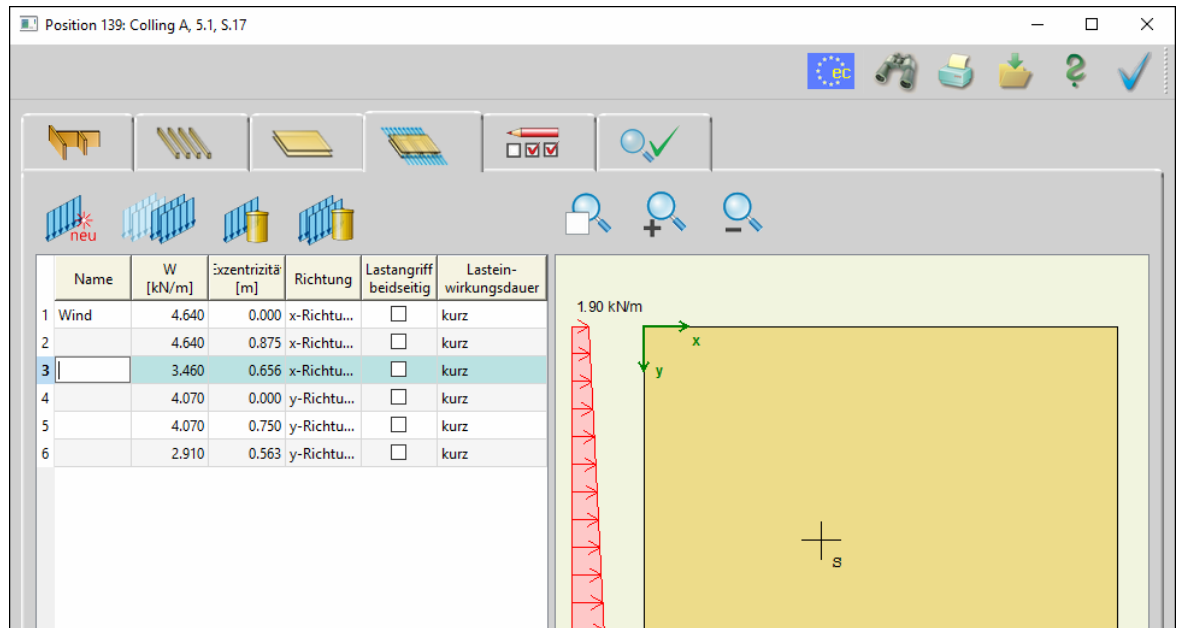 Position 139: Colling A, 5.1, S.17
ec
neu
Name W [kN/m] Exzentrizität [m] Richtung Lastangriff beidseitig Lastein-wirkungsdauer
1 Wind 4.640 0.000 x-Richtu... kurz
2 4.640 0.875 x-Richtu... kurz
3 3.460 0.656 x-Richtu... kurz
4 4.070 0.000 y-Richtu... kurz
5 4.070 0.750 y-Richtu... kurz
6 2.910 0.563 y-Richtu... kurz
1.90 kN/m
x
y
S